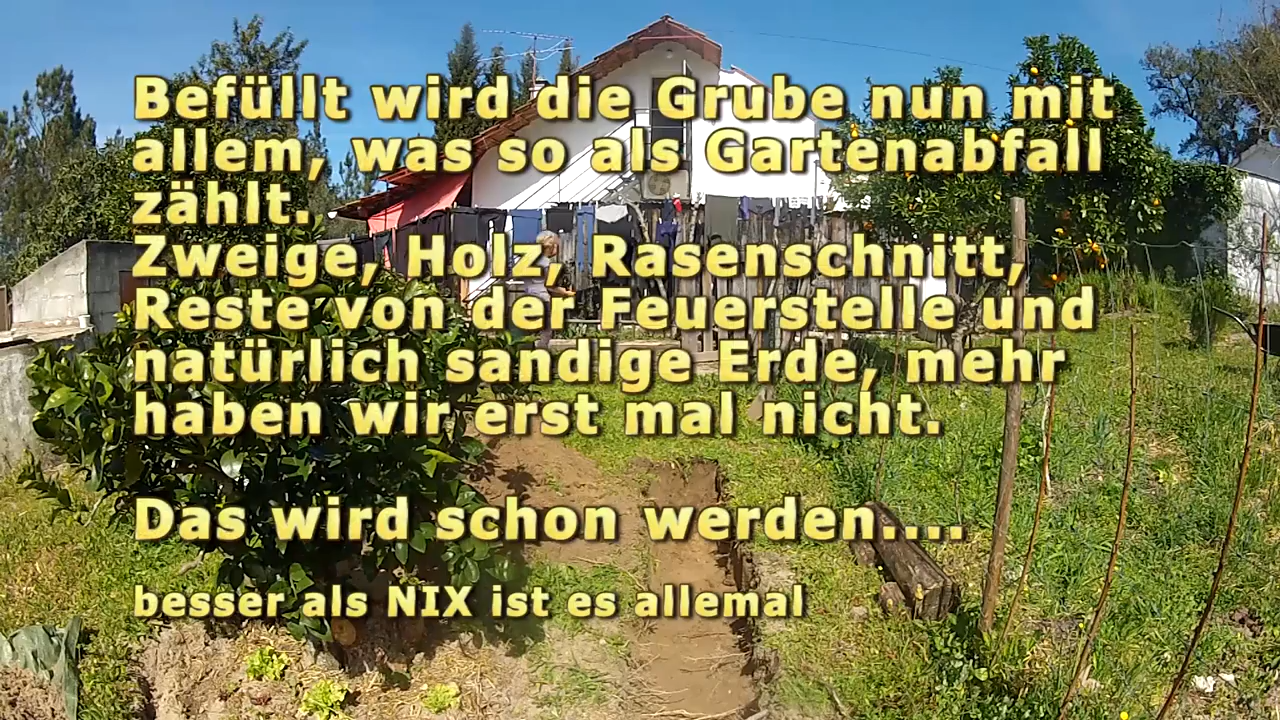 Befüllt wird die Grube nun mit
allem, was so als Gartenabfall
zählt.
Zweige, Holz, Rasenschnitt,
Reste von der Feuerstelle und
natürlich sandige Erde, mehr
haben wir erst mal nicht.
Das wird schon werden....
besser als NIX ist es allemal